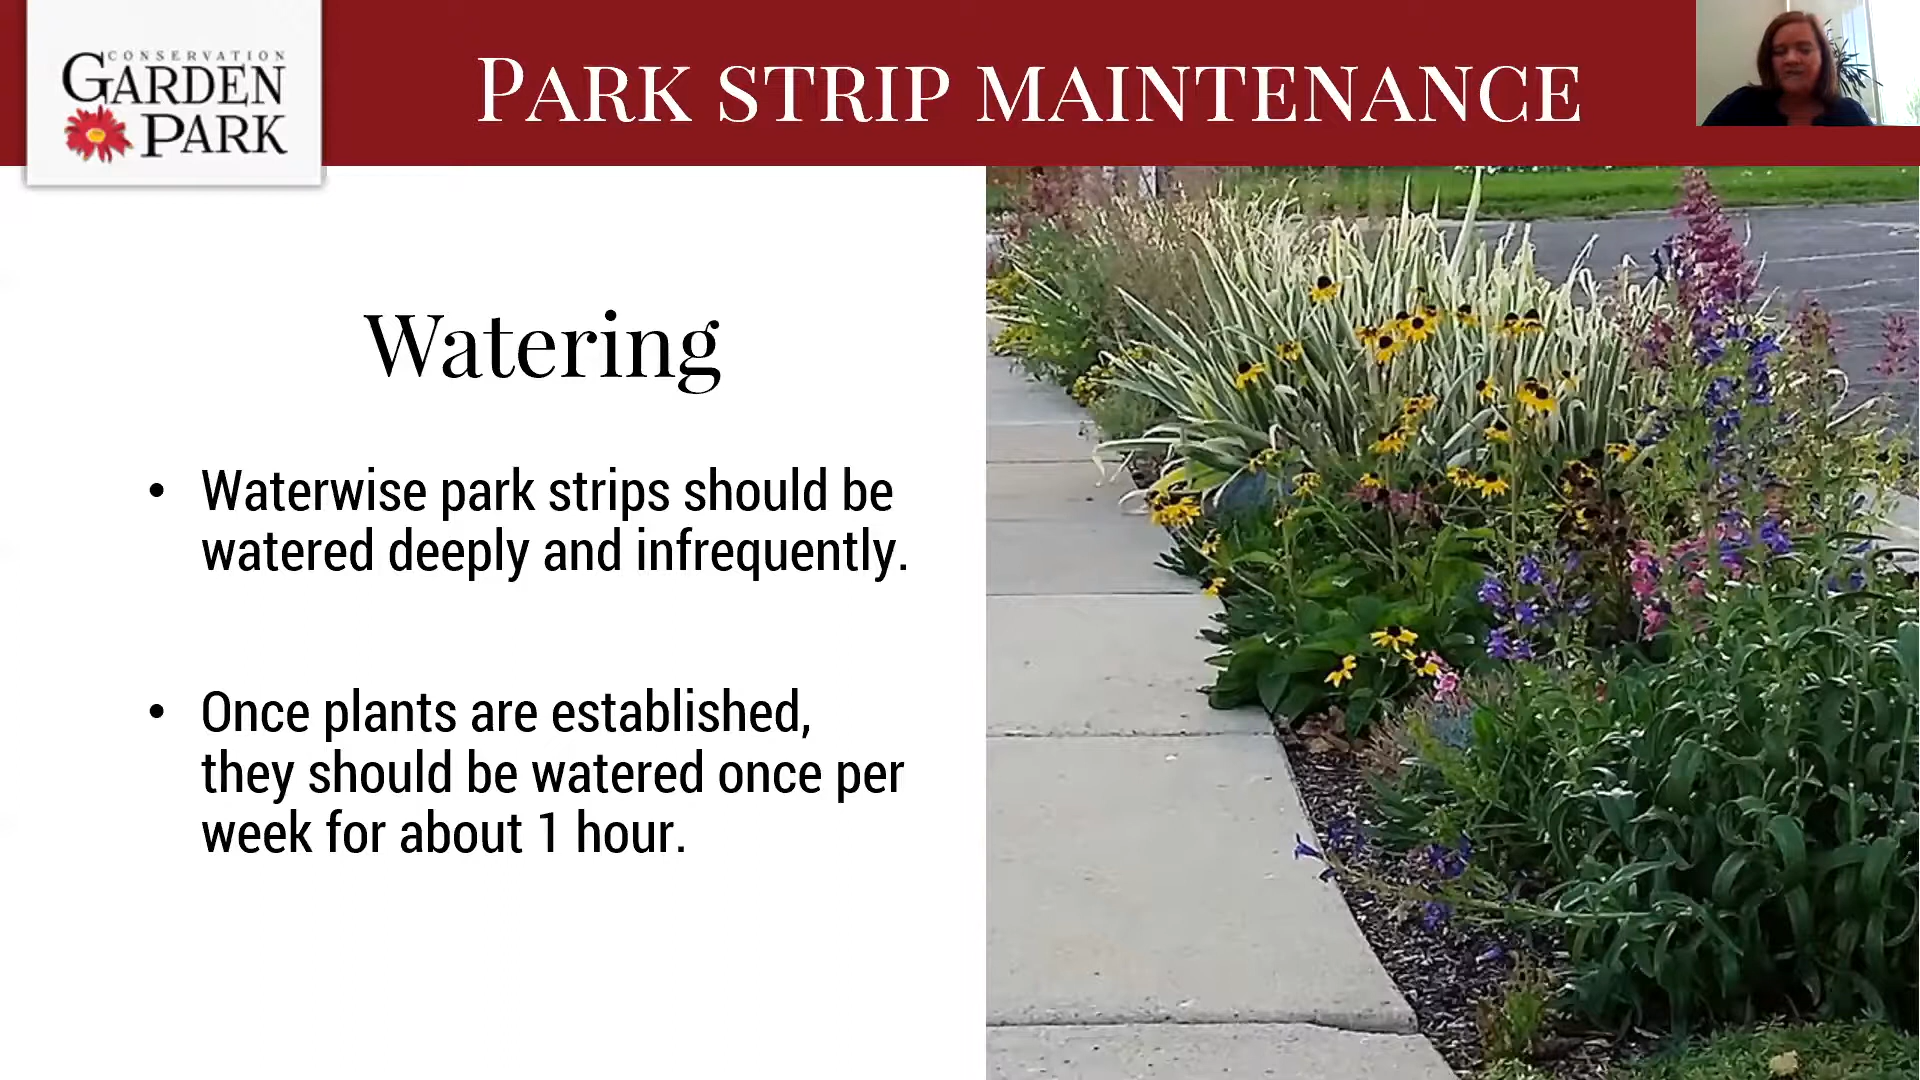 CONSERVATION
GARDEN
PARK
PARK STRIP MAINTENANCE
Watering
• Waterwise park strips should be
watered deeply and infrequently.
• Once plants are established,
they should be watered once per
week for about 1 hour.